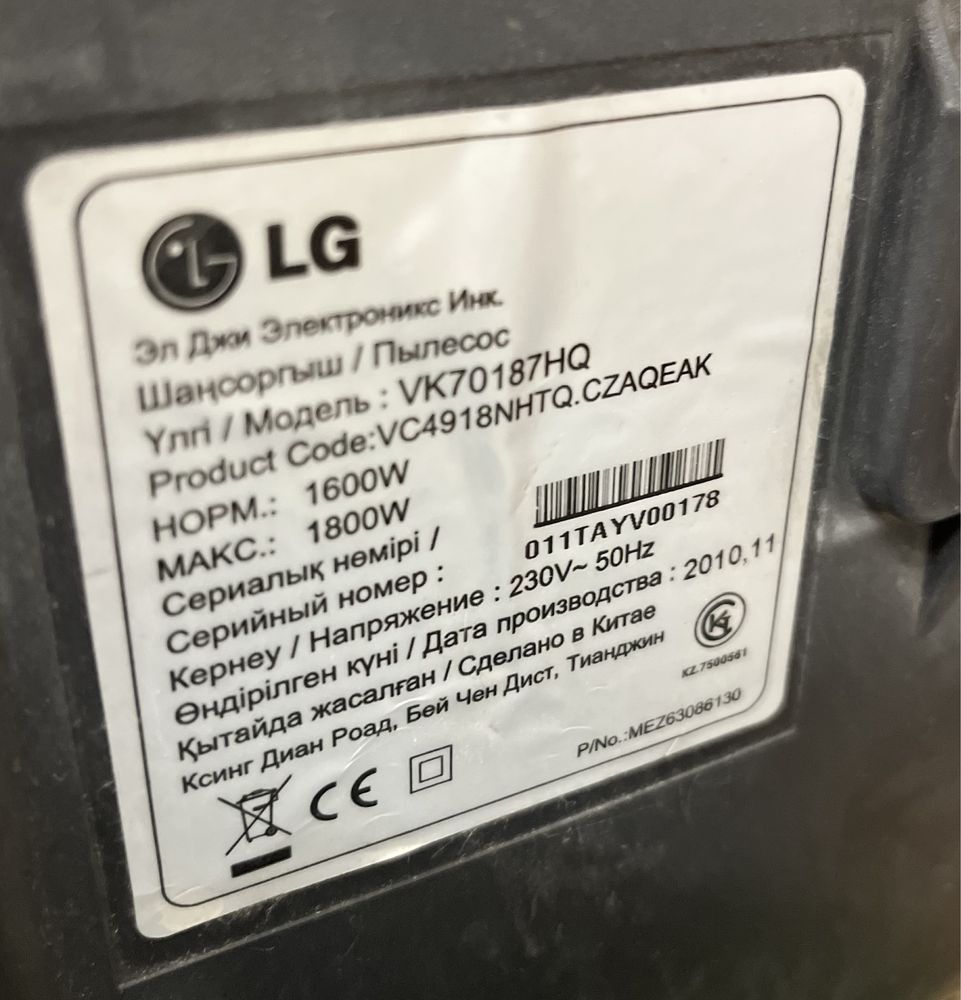 LG
Эл Джи Электроникс Инк.
Шаңсорғыш / Пылесос
Үлгі / Модель : VK70187HQ
Product Code:VC4918NHTQ.CZAQEAK
НОРМ.: 1600W
МАКС.: 1800W
Сериалық нөмірі /
Серийный номер : 011TAYV00178
Кернеу / Напряжение : 230V~ 50Hz
Өндірілген күні / Дата производства : 2010,11
Қытайда жасалған / Сделано в Китае
Ксинг Диан Роад, Бей Чен Дист, Тианджин
KZ.7500561
P/No.:MEZ63086130
CE